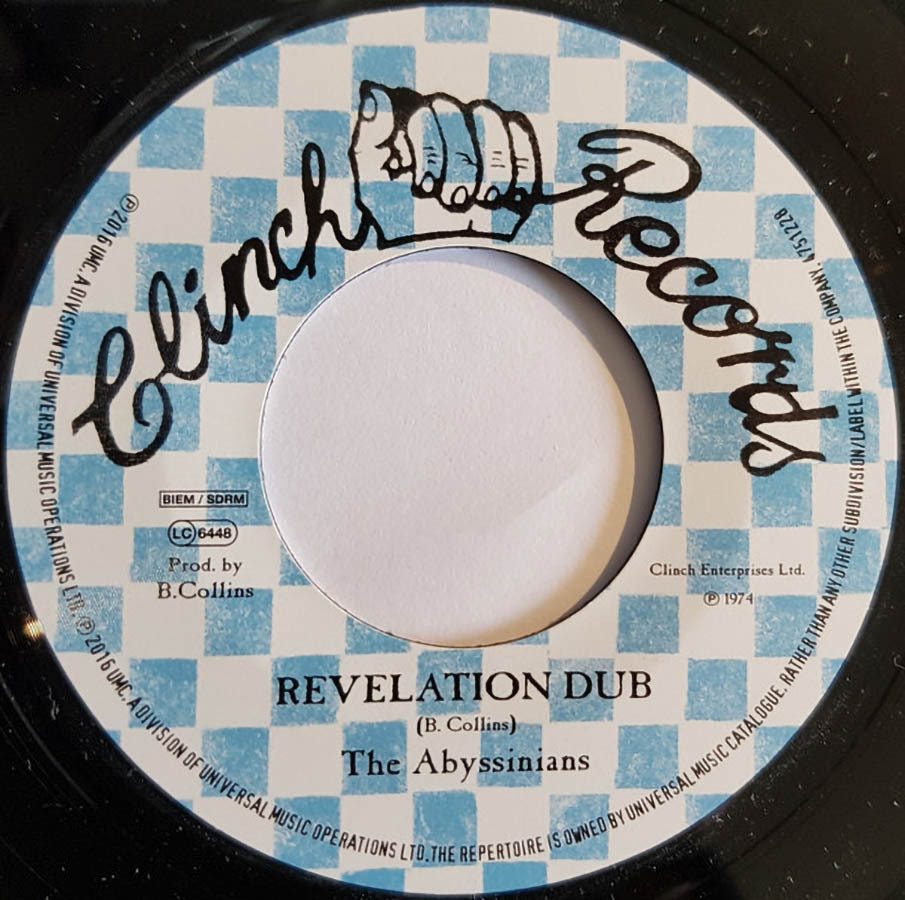 Clinch Records
BIEM / SDRM
LC 6448
Prod. by
B.Collins
Clinch Enterprises Ltd.
℗ 1974
REVELATION DUB
(B. Collins)
The Abyssinians
℗ 2016 UMC. A DIVISION OF UNIVERSAL MUSIC OPERATIONS LTD. ℗ 2016 UMC. A DIVISION OF UNIVERSAL MUSIC OPERATIONS LTD. THE REPERTOIRE IS OWNED BY UNIVERSAL MUSIC CATALOGUE. RATHER THAN ANY OTHER SUBDIVISION/LABEL WITHIN THE COMPANY. 4751228